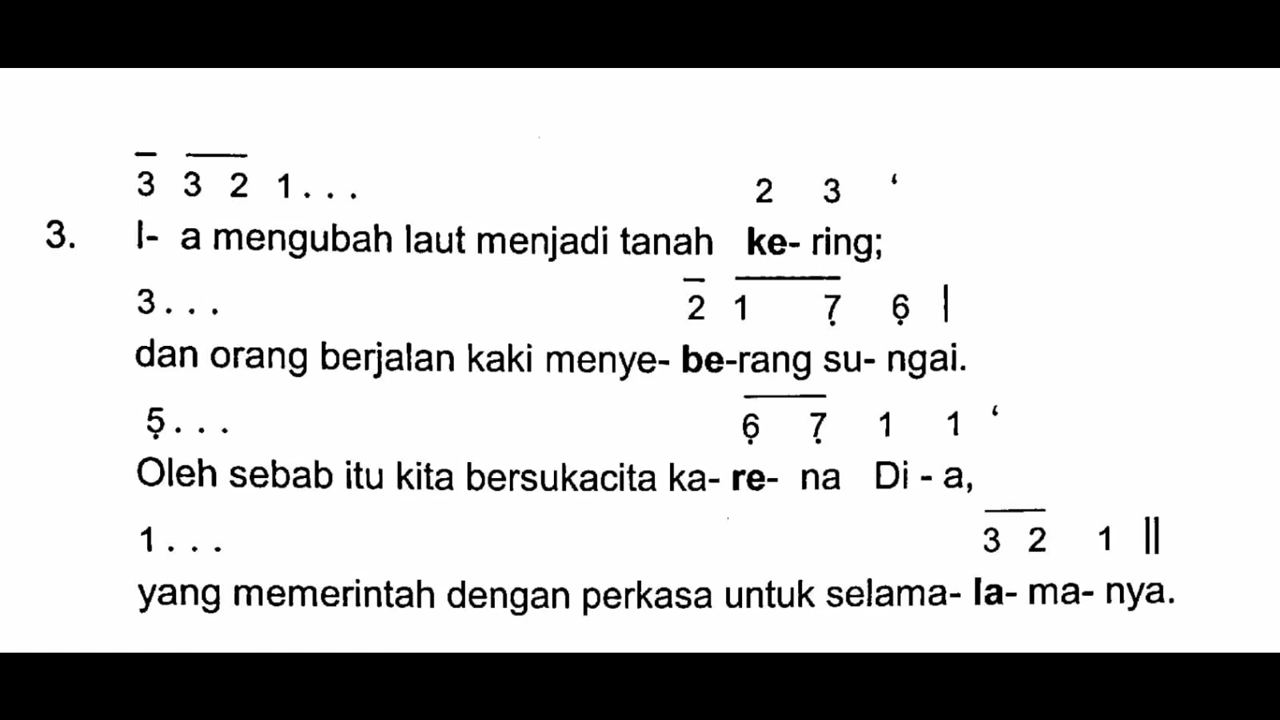 3 3 2 1 . . . 2 3 ‘
3. I- a mengubah laut menjadi tanah ke- ring;
3 . . . 2 1 7̣ 6̣ |
dan orang berjalan kaki menye- be-rang su- ngai.
5̣ . . . 6̣ 7̣ 1 1 ‘
Oleh sebab itu kita bersukacita ka- re- na Di - a,
1 . . . 3 2 1 ||
yang memerintah dengan perkasa untuk selama- la- ma- nya.